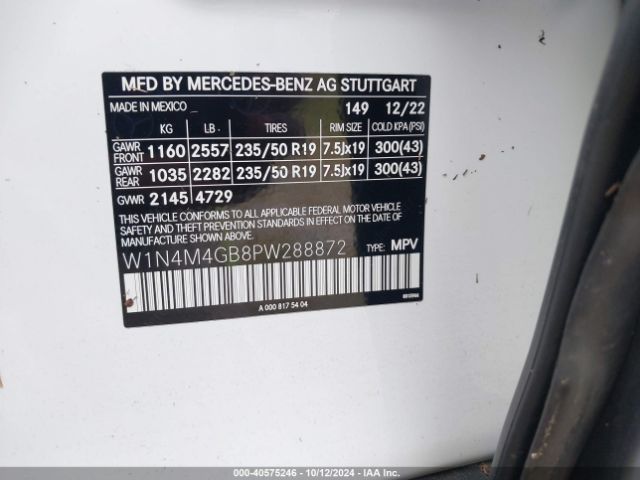 MFD BY MERCEDES-BENZ AG STUTTGART
MADE IN MEXICO 149 12/22
KG LB TIRES RIM SIZE COLD KPA(PSI)
GAWR FRONT 1160 2557 235/50 R19 7.5Jx19 300(43)
GAWR REAR 1035 2282 235/50 R19 7.5Jx19 300(43)
GVWR 2145 4729
THIS VEHICLE CONFORMS TO ALL APPLICABLE FEDERAL MOTOR VEHICLE
SAFETY, BUMPER, AND THEFT PREVENTION STANDARDS IN
EFFECT ON THE DATE OF MANUFACTURE SHOWN ABOVE.
W1N4M4GB8PW288872 TYPE: MPV
A 000 817 54 04
000-40575246 - 10/12/2024 - IAA Inc.